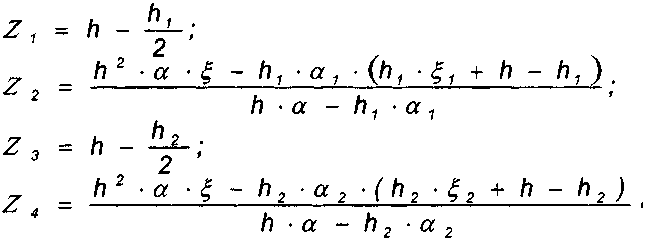 Z₁ = h - h₁/2;
Z₂ = (h² · α · ξ - h₁ · α₁ · (h₁ · ξ₁ + h - h₁))/(h · α - h₁ · α₁);
Z₃ = h - h₂/2;
Z₄ = (h² · α · ξ - h₂ · α₂ · (h₂ · ξ₂ + h - h₂))/(h · α - h₂ · α₂).